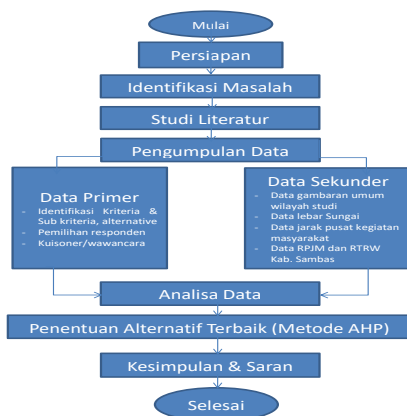 Mulai
Persiapan
Identifikasi Masalah
Studi Literatur
Pengumpulan Data
Data Primer
- Identifikasi Kriteria &
Sub kriteria, alternative
- Pemilihan responden
- Kuisoner/wawancara
Data Sekunder
- Data gambaran umum
wilayah studi
- Data lebar Sungai
- Data jarak pusat kegiatan
masyarakat
- Data RPJM dan RTRW
Kab. Sambas
Analisa Data
Penentuan Alternatif Terbaik (Metode AHP)
Kesimpulan & Saran
Selesai